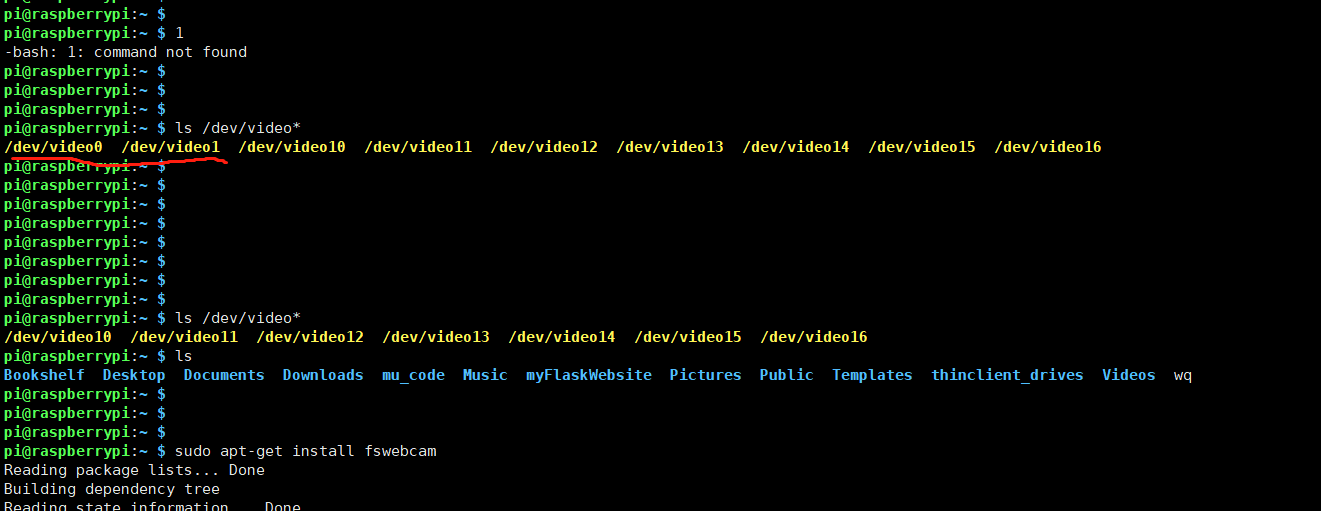 pi@raspberrypi:~ $
pi@raspberrypi:~ $ 1
-bash: 1: command not found
pi@raspberrypi:~ $
pi@raspberrypi:~ $
pi@raspberrypi:~ $
pi@raspberrypi:~ $ ls /dev/video*
/dev/video0  /dev/video1  /dev/video10  /dev/video11  /dev/video12  /dev/video13  /dev/video14  /dev/video15  /dev/video16
pi@raspberrypi:~ $
pi@raspberrypi:~ $
pi@raspberrypi:~ $
pi@raspberrypi:~ $
pi@raspberrypi:~ $
pi@raspberrypi:~ $
pi@raspberrypi:~ $
pi@raspberrypi:~ $
pi@raspberrypi:~ $ ls /dev/video*
/dev/video10  /dev/video11  /dev/video12  /dev/video13  /dev/video14  /dev/video15  /dev/video16
pi@raspberrypi:~ $ ls
Bookshelf  Desktop  Documents  Downloads  mu_code  Music  myFlaskWebsite  Pictures  Public  Templates  thinclient_drives  Videos  wq
pi@raspberrypi:~ $
pi@raspberrypi:~ $
pi@raspberrypi:~ $
pi@raspberrypi:~ $ sudo apt-get install fswebcam
Reading package lists... Done
Building dependency tree
Reading state information... Done